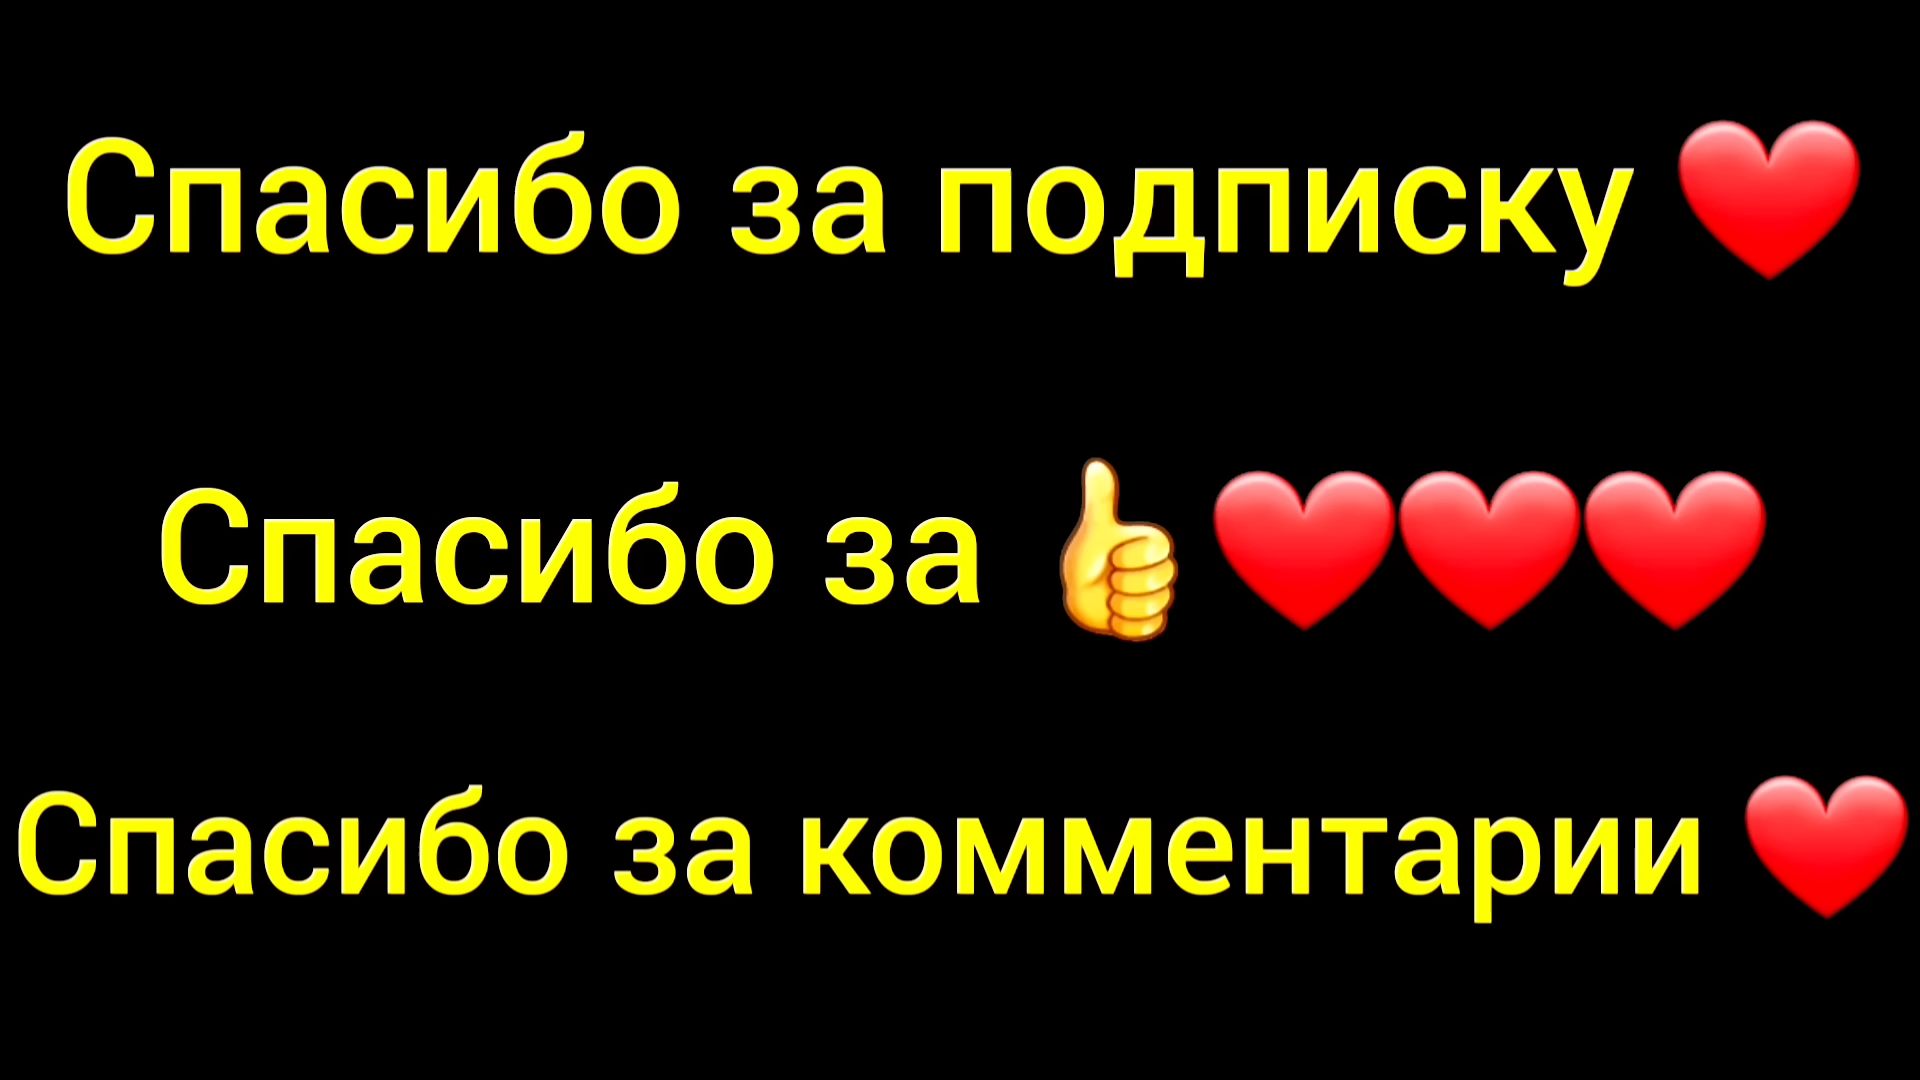 Спасибо за подписку ❤️
Спасибо за 👍❤️❤️❤️
Спасибо за комментарии ❤️